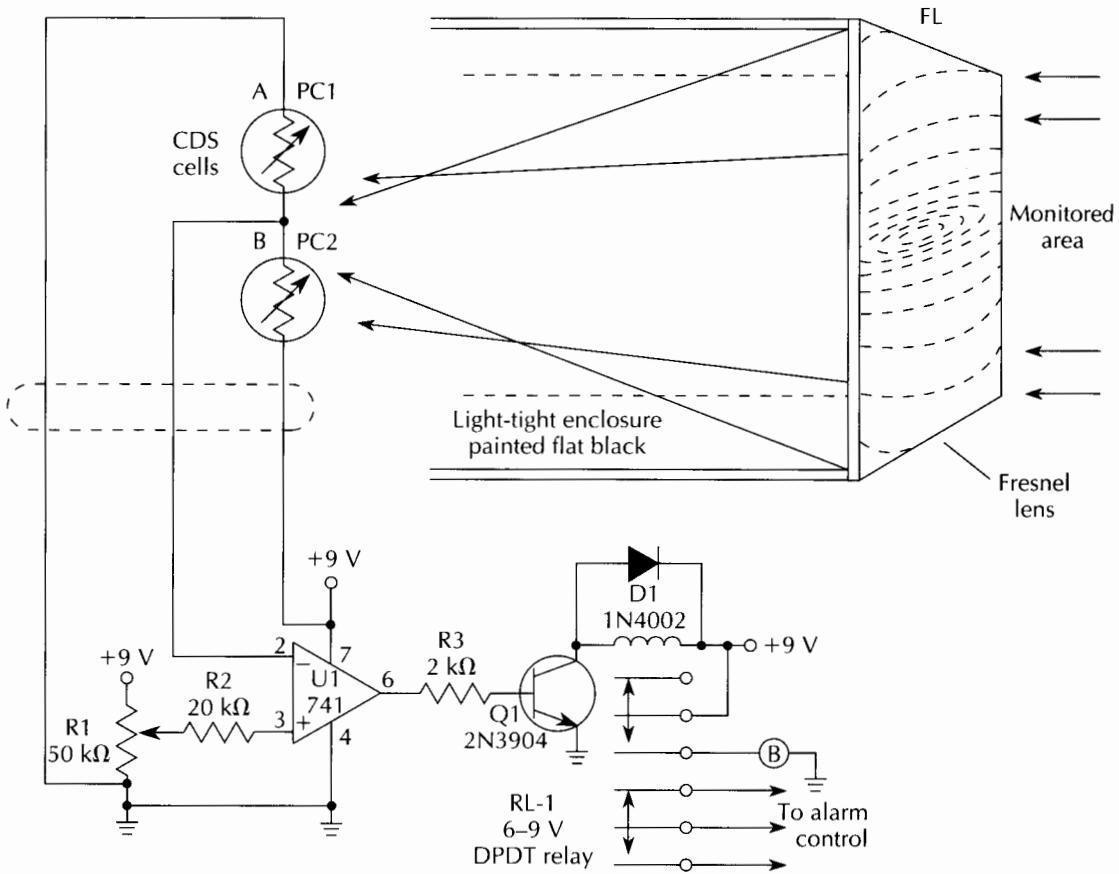 FL
A PC1
CDS
cells
B PC2
Monitored
area
Light-tight enclosure
painted flat black
Fresnel
lens
+9 V
D1
1N4002
+9 V
R3
2 kΩ
2
7
−
U1
741
6
3
+
4
+9 V
R2
20 kΩ
R1
50 kΩ
Q1
2N3904
B
RL-1
6–9 V
DPDT relay
To alarm
control